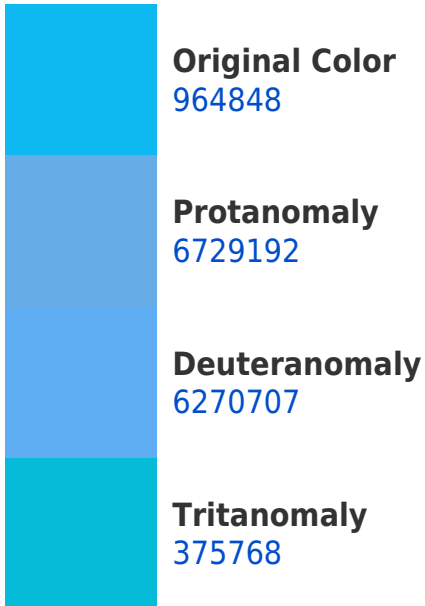 Original Color
964848
Protanomaly
6729192
Deuteranomaly
6270707
Tritanomaly
375768